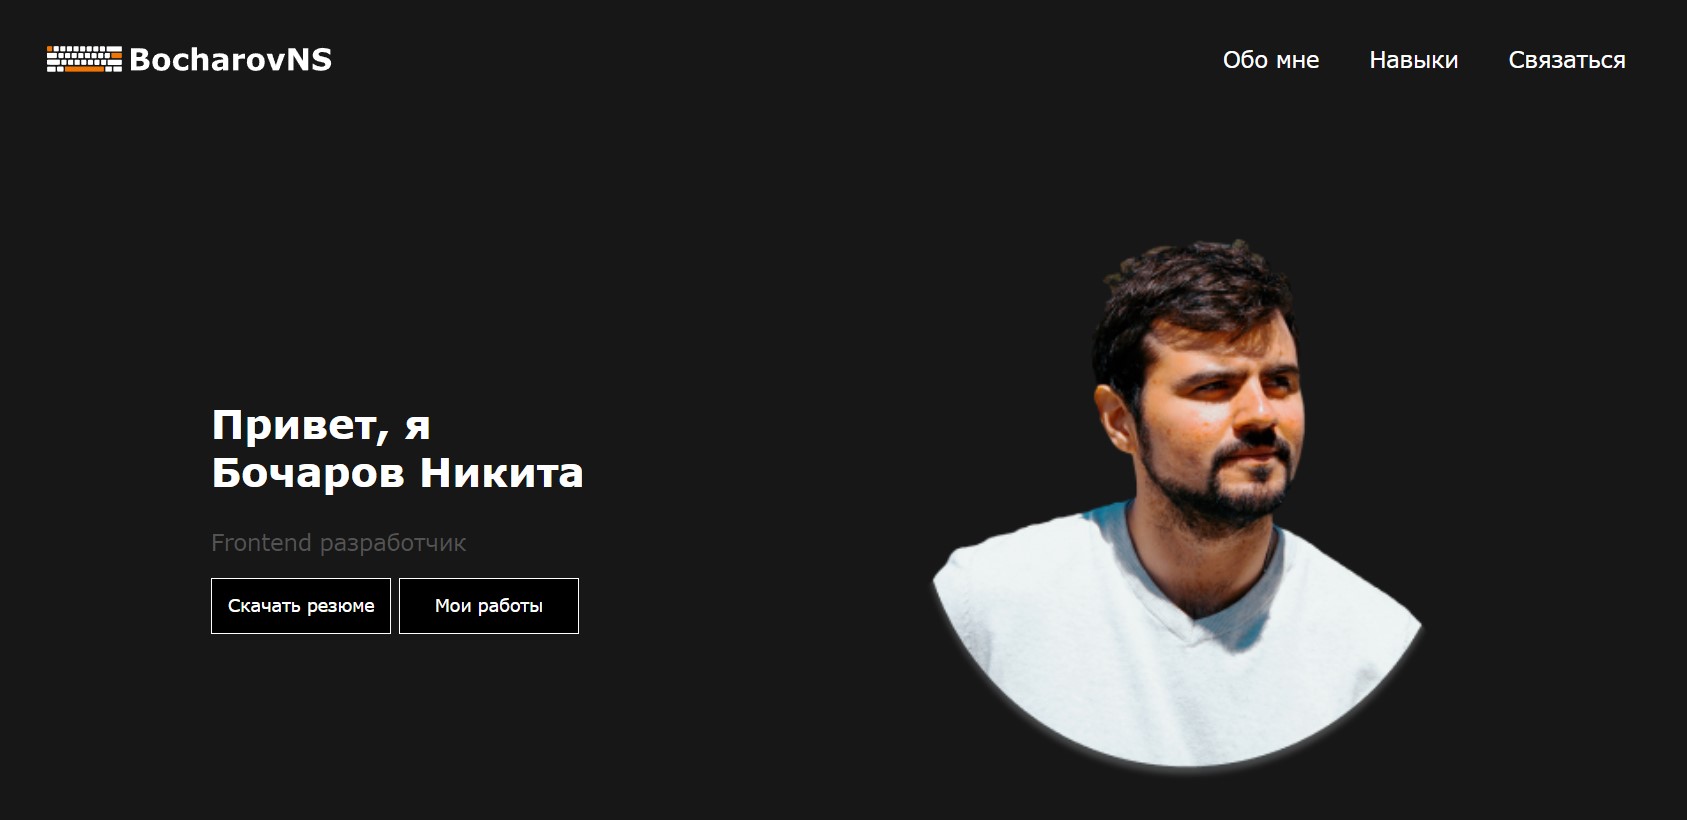 BocharovNS
Обо мне
Навыки
Связаться
Привет, я
Бочаров Никита
Frontend разработчик
Скачать резюме
Мои работы